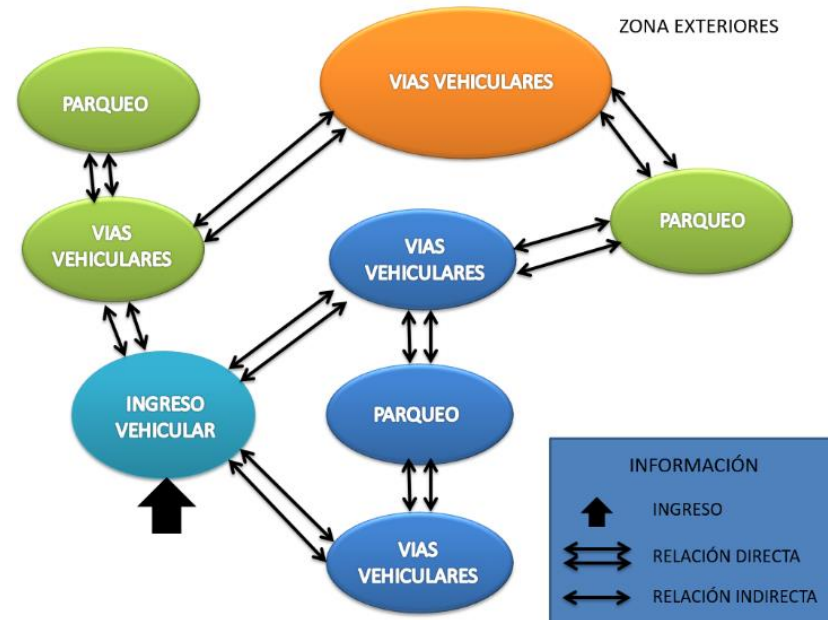 ZONA EXTERIORES
PARQUEO
VIAS VEHICULARES
VIAS
VEHICULARES
VIAS
VEHICULARES
PARQUEO
INGRESO
VEHICULAR
PARQUEO
VIAS
VEHICULARES
INFORMACIÓN
INGRESO
RELACIÓN DIRECTA
RELACIÓN INDIRECTA